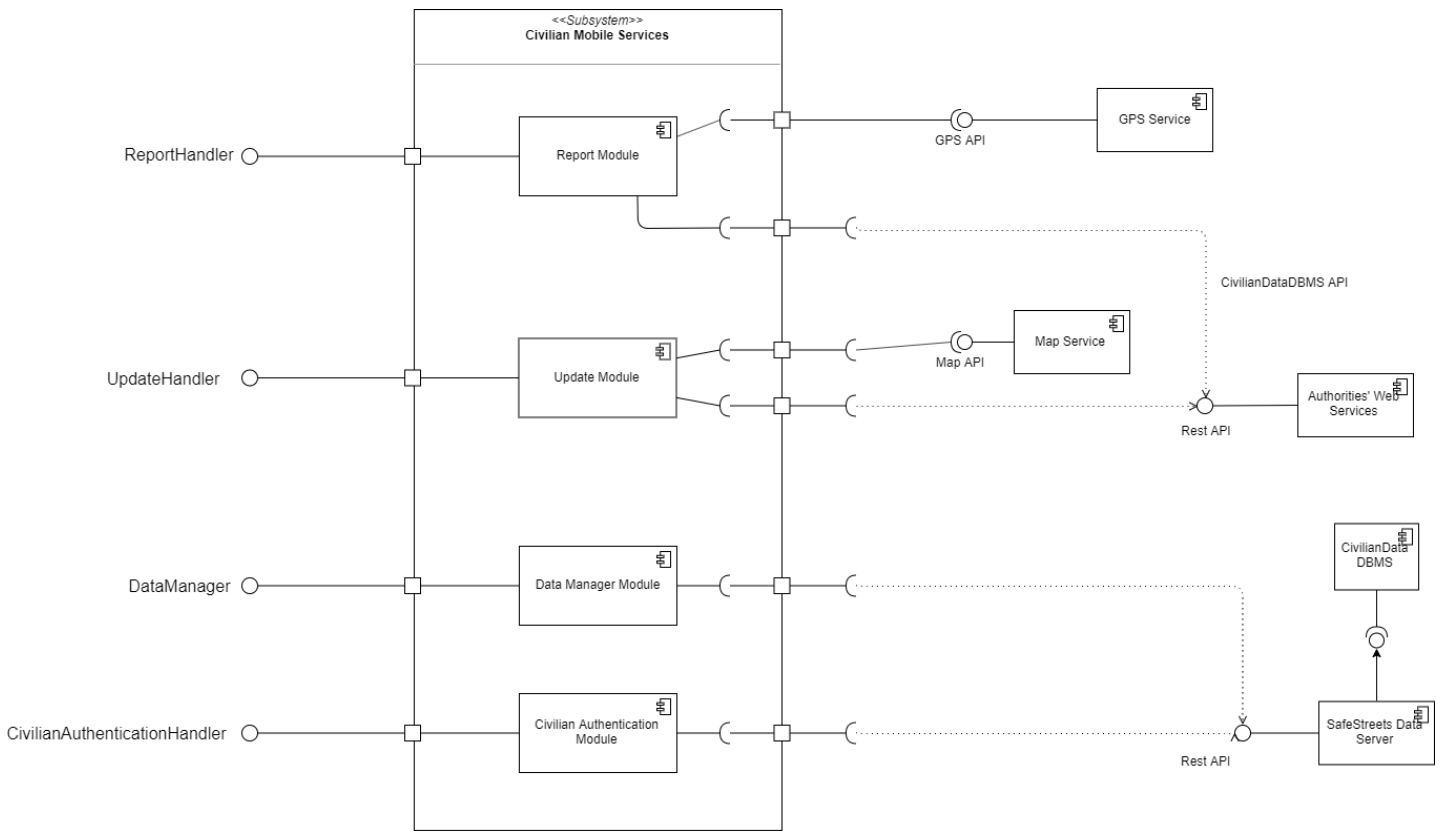 <<Subsystem>>
Civilian Mobile Services
GPS Service
GPS API
ReportHandler
Report Module
CivilianDataDBMS API
Map Service
Map API
UpdateHandler
Update Module
Authorities' Web
Services
Rest API
CivilianData
DBMS
DataManager
Data Manager Module
CivilianAuthenticationHandler
Civilian Authentication
Module
SafeStreets Data
Server
Rest API